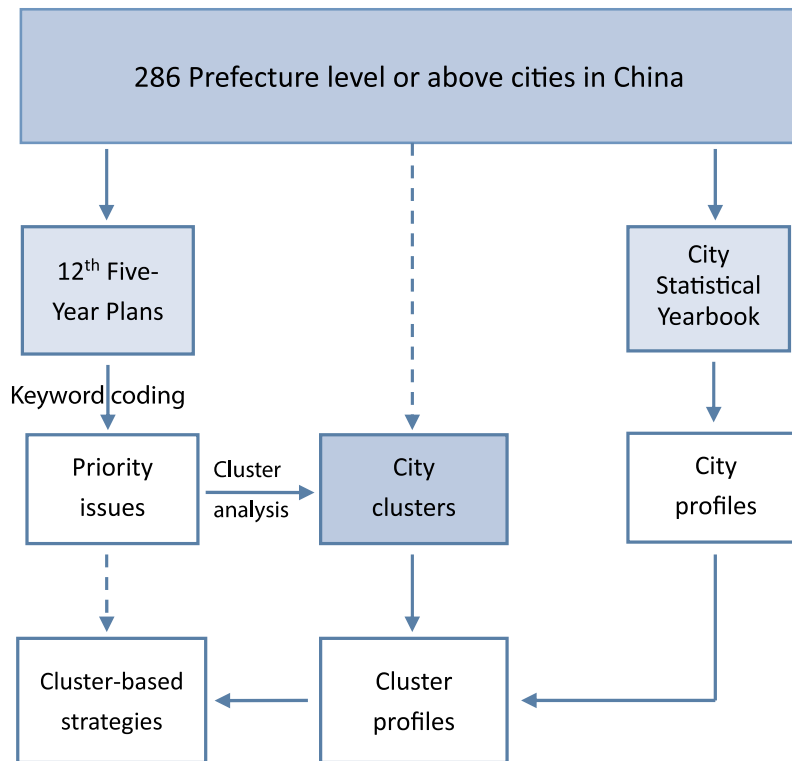 286 Prefecture level or above cities in China
12th Five-
Year Plans
City
Statistical
Yearbook
Keyword coding
Priority
issues
Cluster
analysis
City
clusters
City
profiles
Cluster-based
strategies
Cluster
profiles